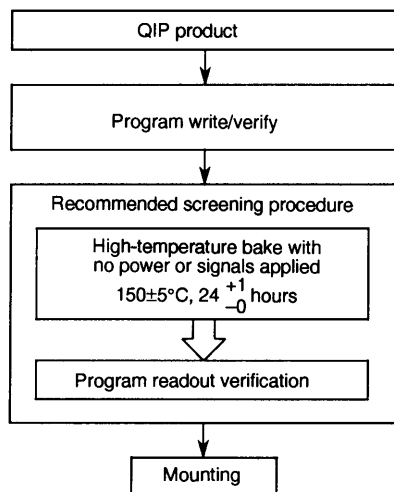 QIP product
Program write/verify
Recommended screening procedure
High-temperature bake with
no power or signals applied
150±5°C, 24 +1 −0 hours
Program readout verification
Mounting